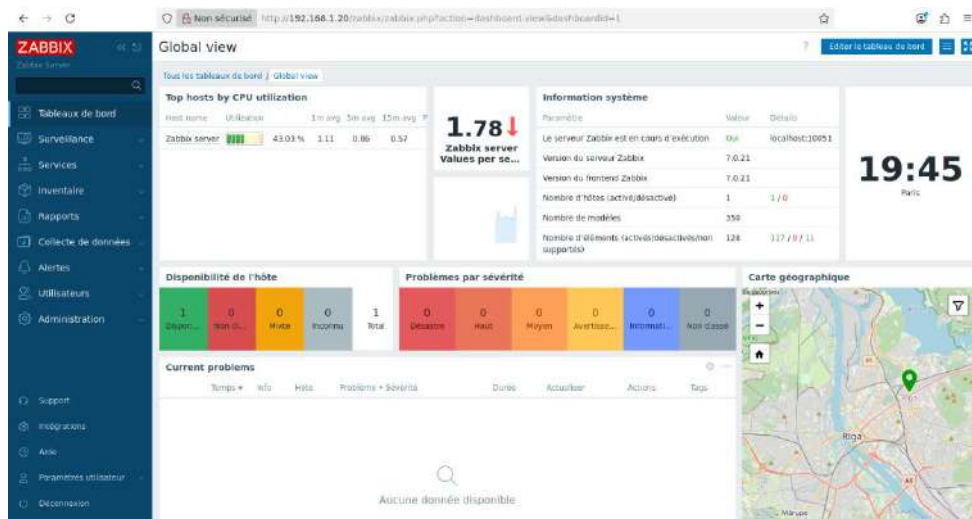 Non sécurisé http://192.168.1.20/zabbix/zabbix.php?action=dashboard.view&dashboardid=1
ZABBIX
Zabbix Server
Global view
? Editer le tableau de bord
Tous les tableaux de bord / Global view
Tableaux de bord
Surveillance
Services
Inventaire
Rapports
Collecte de données
Alertes
Utilisateurs
Administration
Support
Intégrations
Aide
Paramètres utilisateur
Déconnexion
Top hosts by CPU utilization
Host name Utilization 1m avg 5m avg 15m avg P
Zabbix server 43.03 % 1.11 0.86 0.57
1.78
Zabbix server
Values per se...
Information système
Paramètre Valeur Détails
Le serveur Zabbix est en cours d'exécution Oui localhost:10051
Version du serveur Zabbix 7.0.21
Version du frontend Zabbix 7.0.21
Nombre d'hôtes (activé/désactivé) 1 1 / 0
Nombre de modèles 350
Nombre d'éléments (activés/désactivés/non supportés) 128 117 / 0 / 11
19:45
Paris
Disponibilité de l'hôte
1 0 0 0 1
Dispon... Non di... Mixte Inconnu Total
Problèmes par sévérité
0 0 0 0 0 0
Désastre Haut Moyen Avertisse... Informati... Non classé
Carte géographique
+
−
Riga
Mārupe
Current problems
Temps Info Hôte Problème • Sévérité Durée Actualiser Actions Tags
Aucune donnée disponible